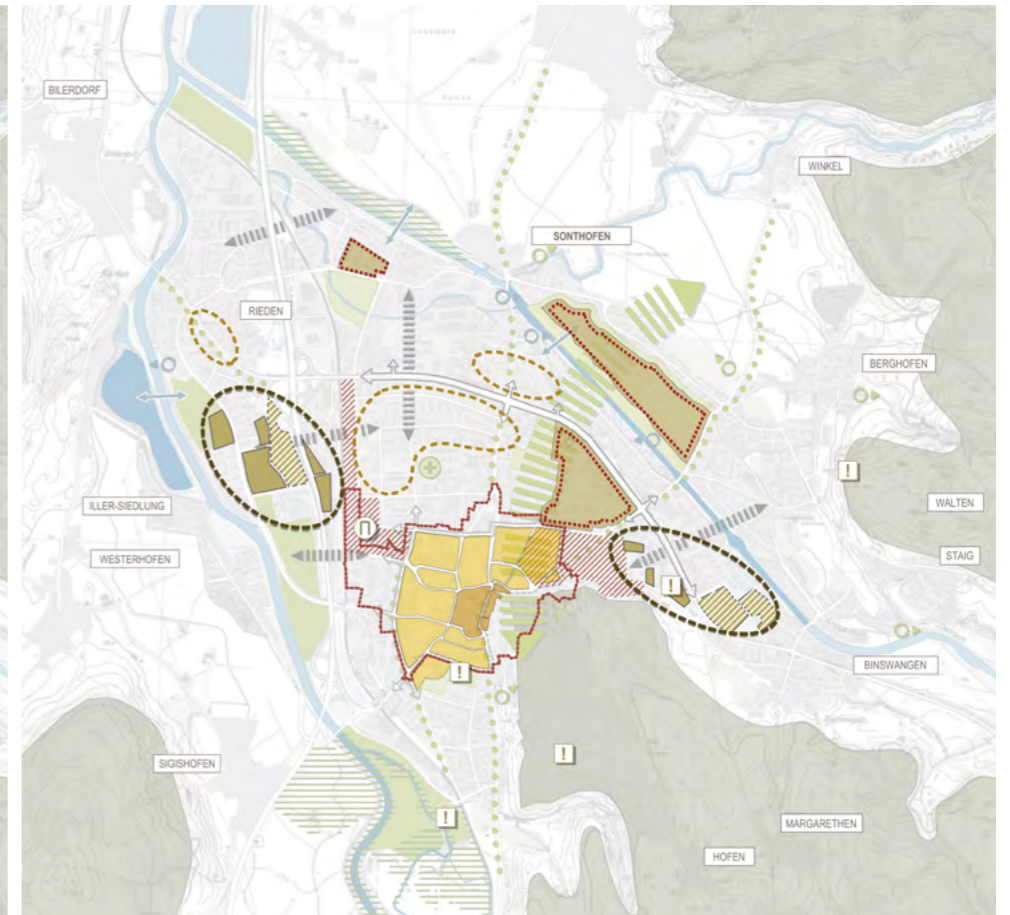 BILERDORF
WINKEL
SONTHOFEN
RIEDEN
BERGHOFEN
!
ILLER-SIEDLUNG
WALTEN
WESTERHOFEN
STAIG
!
BINSWANGEN
!
SIGISHOFEN
!
!
MARGARETHEN
HOFEN